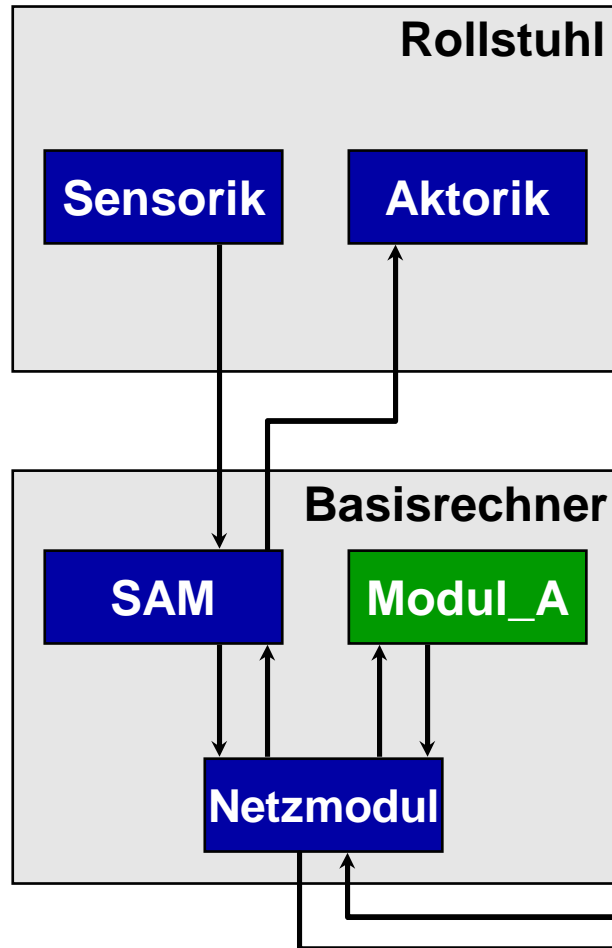 Rollstuhl
Sensorik
Aktorik
Basisrechner
SAM
Modul_A
Netzmodul